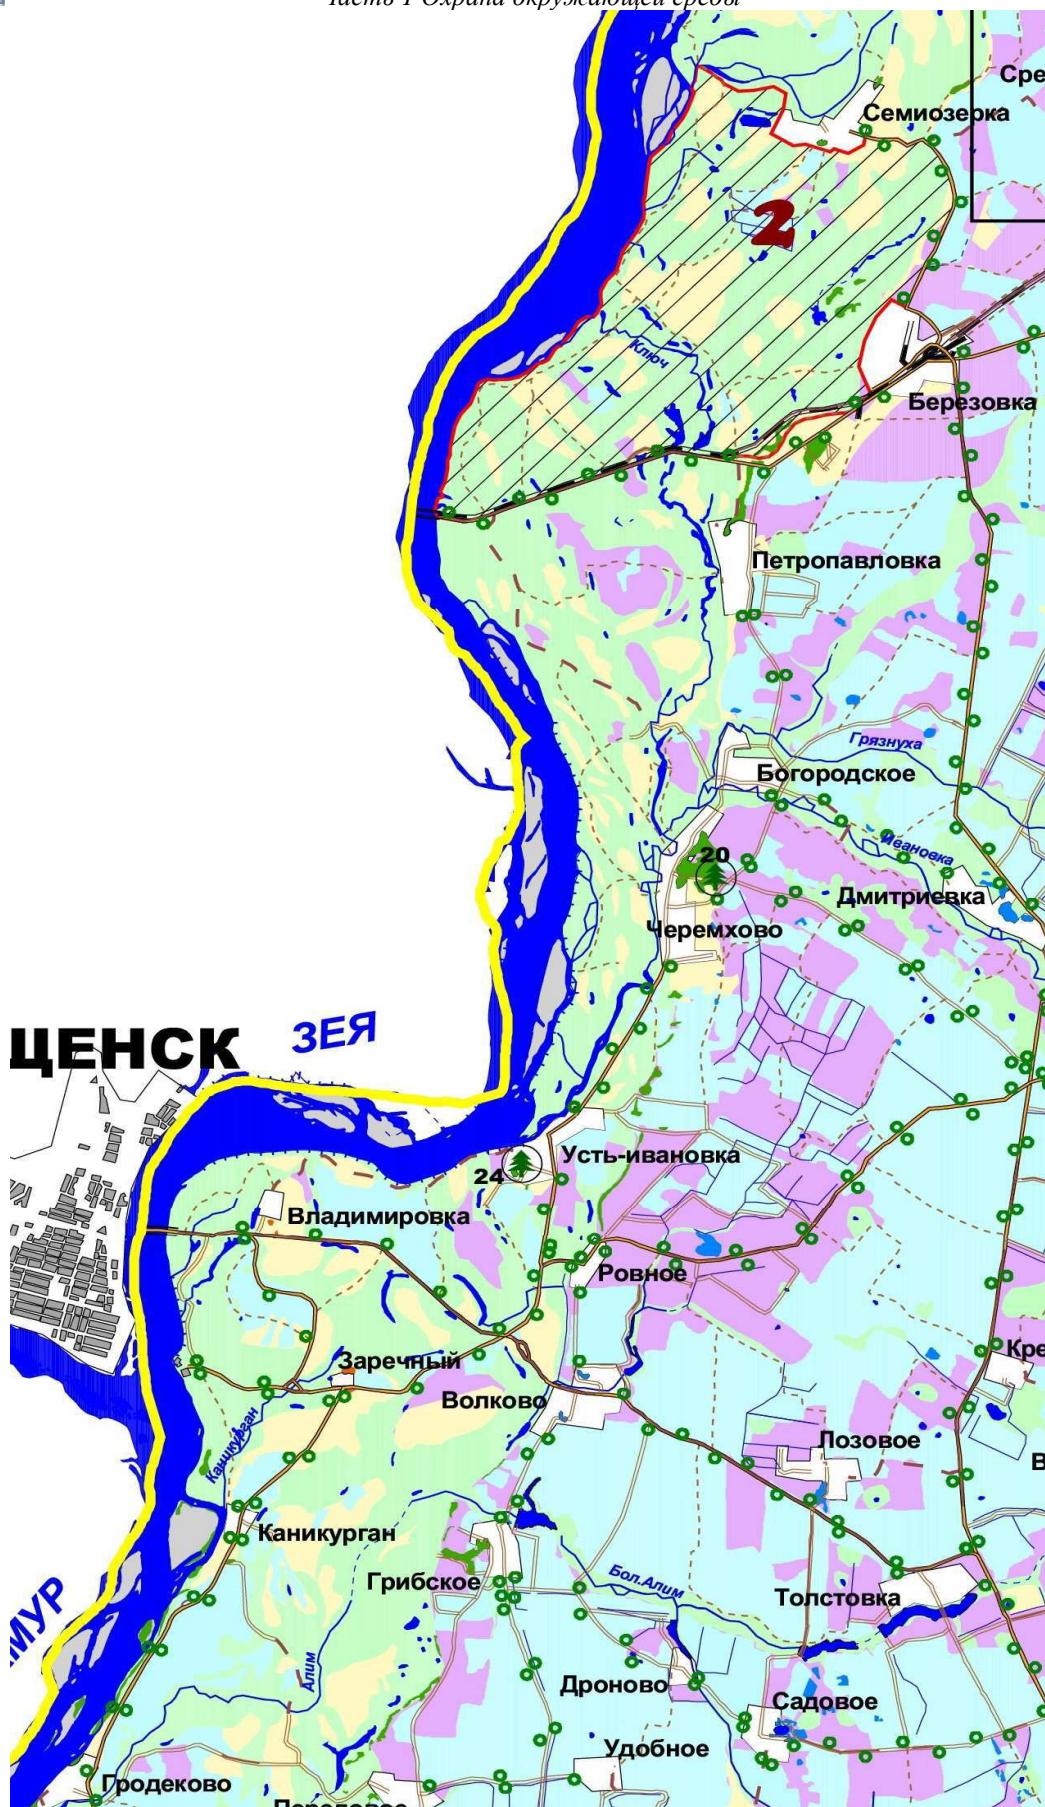 Часть 1 Охрана окружающей среды
Сре
Семиозерка
2
Ключ
Березовка
Петропавловка
Грязнуха
Богородское
Ивановка
20
Дмитриевка
Черемхово
ЩЕНСК
ЗЕЯ
Усть-ивановка
24
Владимировка
Ровное
Кре
Заречный
Волково
Лозовое
В
Каникурган
Каникурган
Грибское
Бол.Алим
Толстовка
МУР
Алим
Дроново
Садовое
Удобное
Гродеково